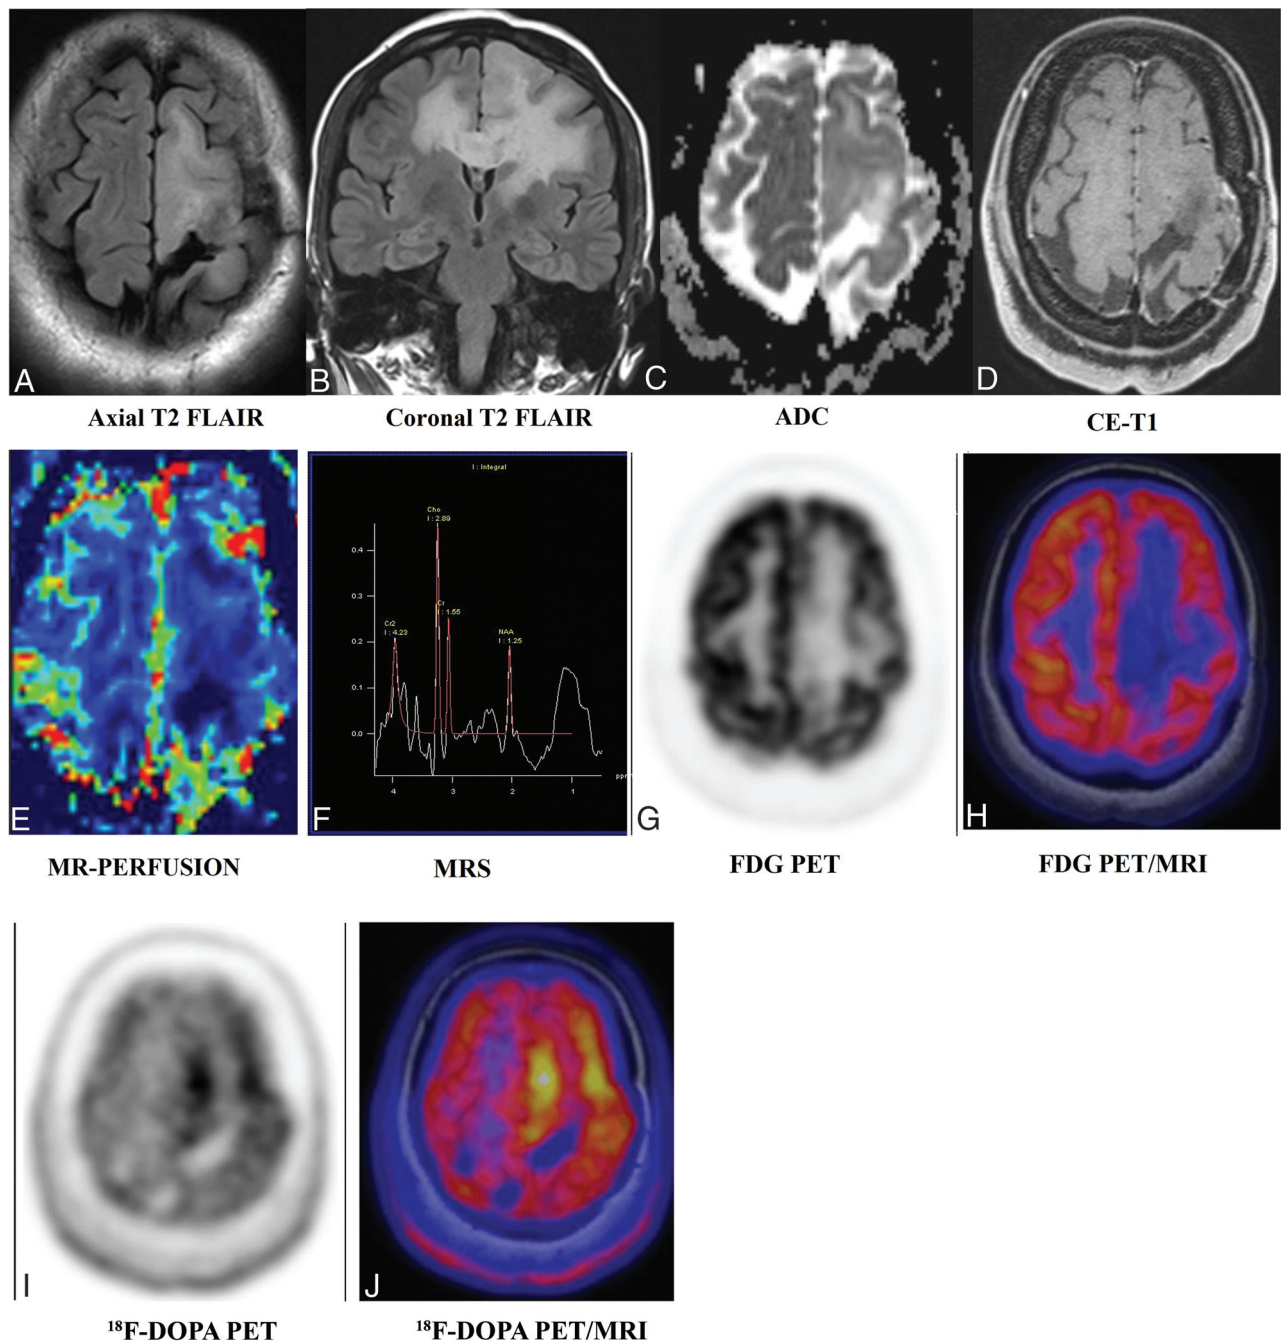 A
B
C
D
Axial T2 FLAIR
Coronal T2 FLAIR
ADC
CE-T1
I : Integral
Cho
I : 2.89
0.4
0.3
Cr
: 1.55
Cr2
I : 4.23
NAA
I : 1.25
0.2
0.1
0.0
ppm
4
3
2
1
E
F
G
H
MR-PERFUSION
MRS
FDG PET
FDG PET/MRI
I
J
¹⁸F-DOPA PET
¹⁸F-DOPA PET/MRI